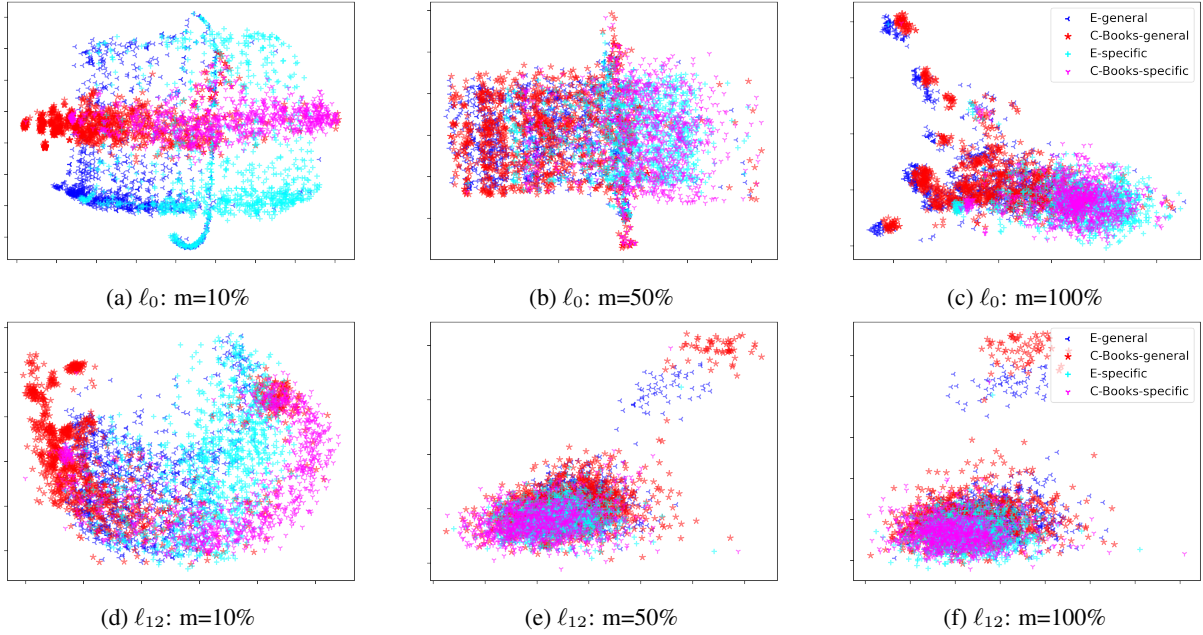 E-general
C-Books-general
E-specific
C-Books-specific
(a) ℓ₀: m=10%
(b) ℓ₀: m=50%
(c) ℓ₀: m=100%
E-general
C-Books-general
E-specific
C-Books-specific
(d) ℓ₁₂: m=10%
(e) ℓ₁₂: m=50%
(f) ℓ₁₂: m=100%